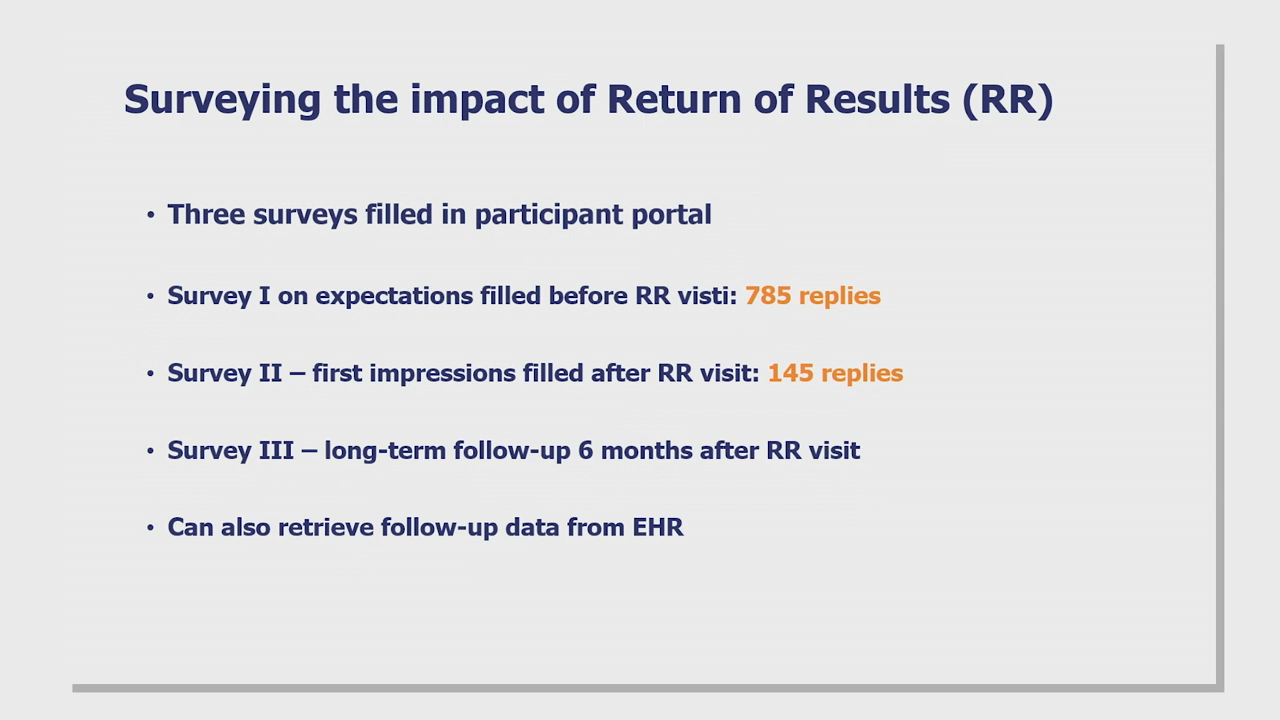 Surveying the impact of Return of Results (RR)
• Three surveys filled in participant portal
• Survey I on expectations filled before RR visti: 785 replies
• Survey II – first impressions filled after RR visit: 145 replies
• Survey III – long-term follow-up 6 months after RR visit
• Can also retrieve follow-up data from EHR